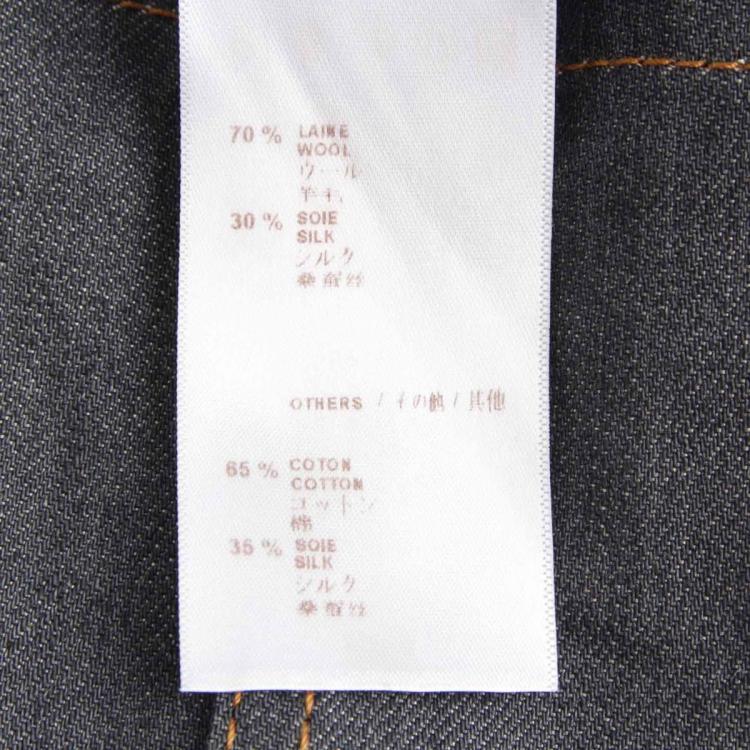 70 % LAINE
WOOL
ウール
羊毛
30 % SOIE
SILK
シルク
桑蚕丝
OTHERS / その他 / 其他
65 % COTON
COTTON
コットン
棉
35 % SOIE
SILK
シルク
桑蚕丝